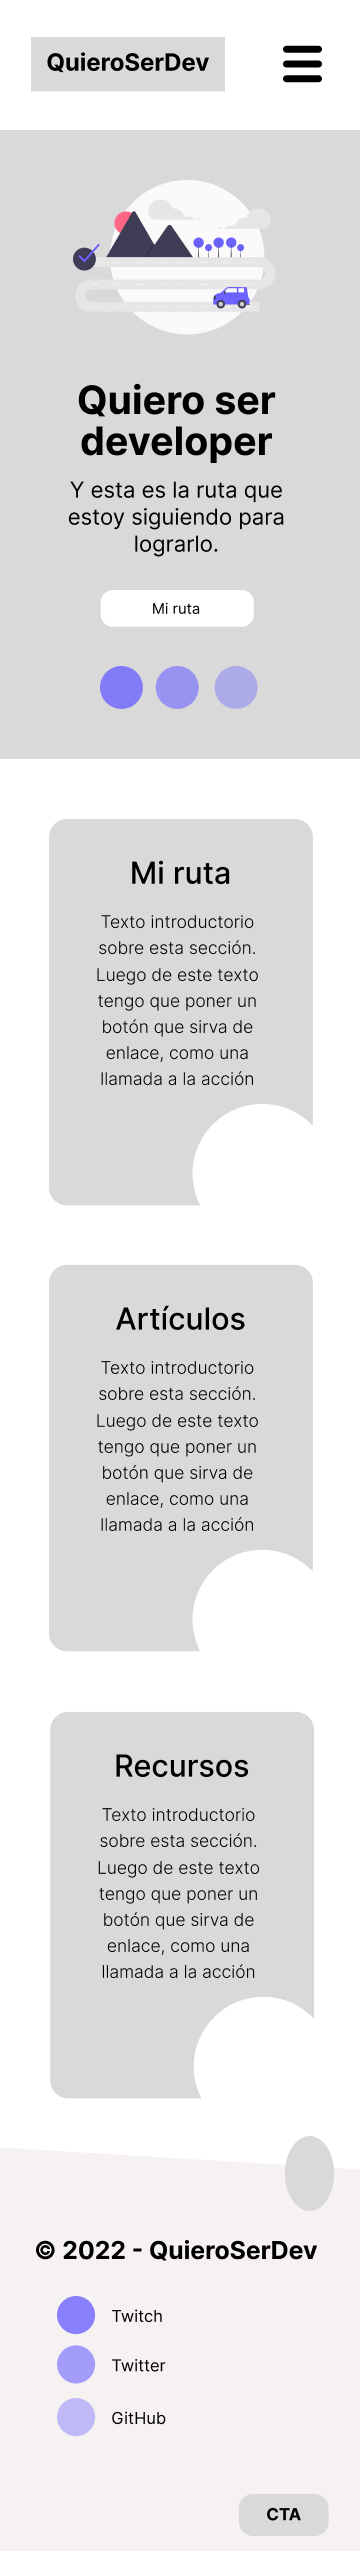 QuieroSerDev
Quiero ser
developer
Y esta es la ruta que
estoy siguiendo para
lograrlo.
Mi ruta
Mi ruta
Texto introductorio
sobre esta sección.
Luego de este texto
tengo que poner un
botón que sirva de
enlace, como una
llamada a la acción
Artículos
Texto introductorio
sobre esta sección.
Luego de este texto
tengo que poner un
botón que sirva de
enlace, como una
llamada a la acción
Recursos
Texto introductorio
sobre esta sección.
Luego de este texto
tengo que poner un
botón que sirva de
enlace, como una
llamada a la acción
© 2022 - QuieroSerDev
Twitch
Twitter
GitHub
CTA